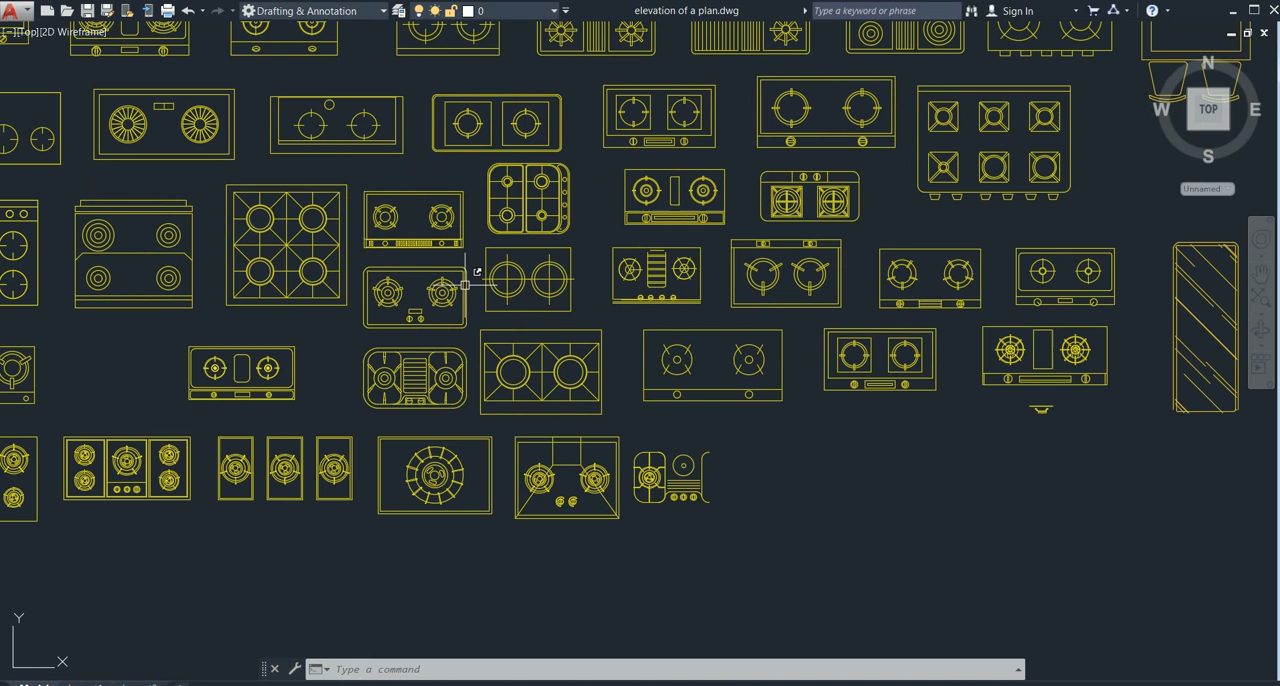 A Drafting & Annotation 0 elevation of a plan.dwg Type a keyword or phrase Sign In ?
[−][Top][2D Wireframe]
N
W TOP E
S
Unnamed
Y
X
Type a command